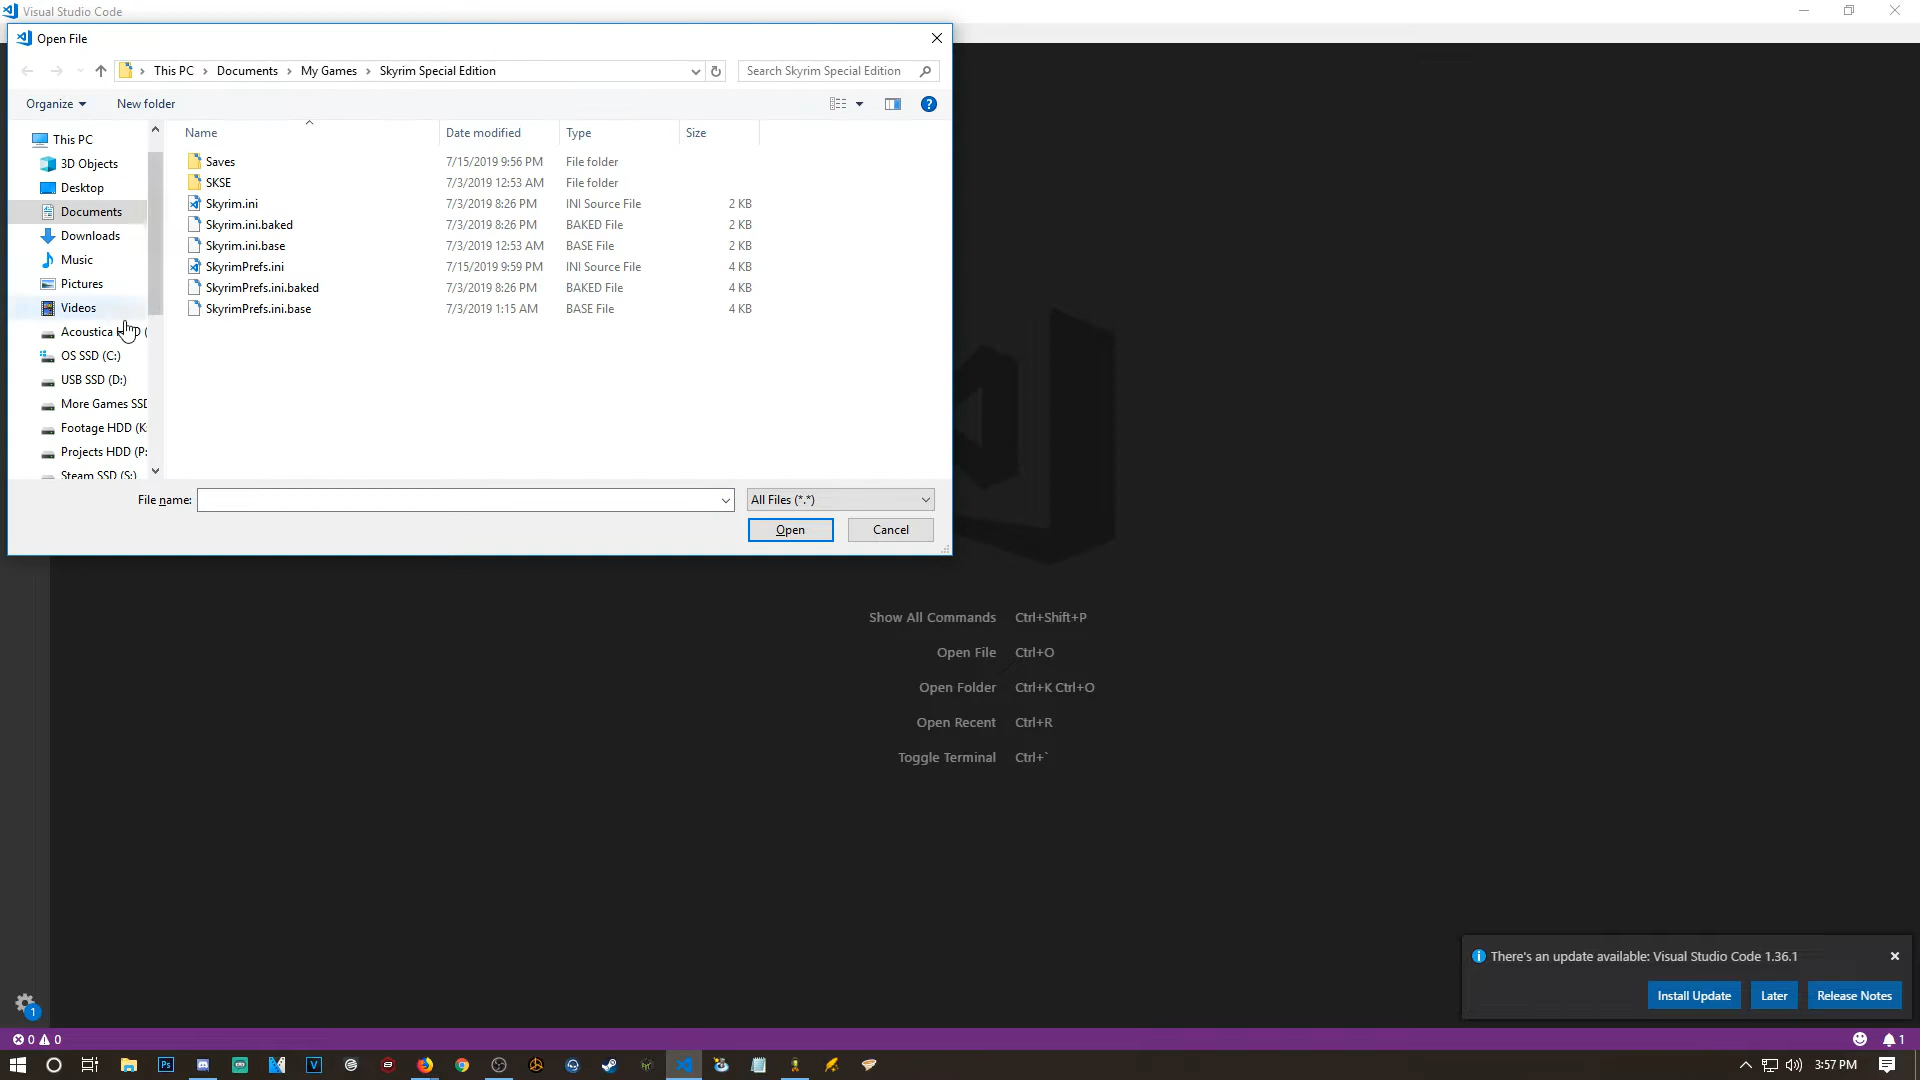 Visual Studio Code
Open File
This PC > Documents > My Games > Skyrim Special Edition
Search Skyrim Special Edition
Organize
New folder
Name
Date modified
Type
Size
This PC
3D Objects
Desktop
Documents
Downloads
Music
Pictures
Videos
Acoustica
OS SSD (C:)
USB SSD (D:)
More Games SSD
Footage HDD (K:
Projects HDD (P:
Steam SSD (S:)
Saves 7/15/2019 9:56 PM File folder
SKSE 7/3/2019 12:53 AM File folder
Skyrim.ini 7/3/2019 8:26 PM INI Source File 2 KB
Skyrim.ini.baked 7/3/2019 8:26 PM BAKED File 2 KB
Skyrim.ini.base 7/3/2019 12:53 AM BASE File 2 KB
SkyrimPrefs.ini 7/15/2019 9:59 PM INI Source File 4 KB
SkyrimPrefs.ini.baked 7/3/2019 8:26 PM BAKED File 4 KB
SkyrimPrefs.ini.base 7/3/2019 1:15 AM BASE File 4 KB
File name:
All Files (*.*)
Open
Cancel
Show All Commands Ctrl+Shift+P
Open File Ctrl+O
Open Folder Ctrl+K Ctrl+O
Open Recent Ctrl+R
Toggle Terminal Ctrl+`
There's an update available: Visual Studio Code 1.36.1
Install Update
Later
Release Notes
1
0 0
1
3:57 PM